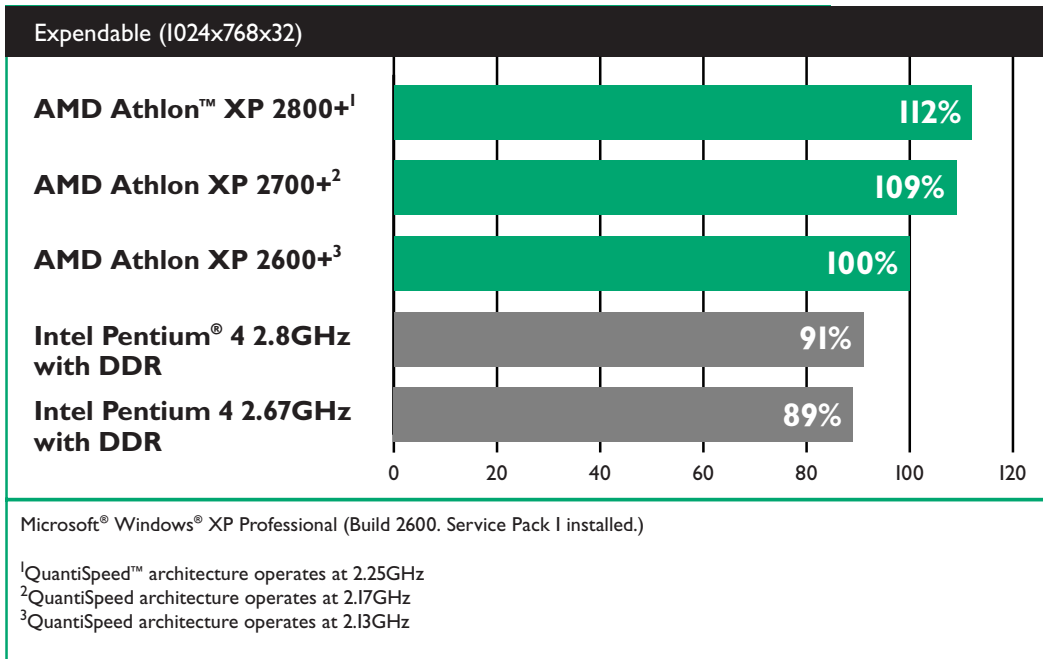 Expendable (1024x768x32)
AMD Athlon™ XP 2800+¹
112%
AMD Athlon XP 2700+²
109%
AMD Athlon XP 2600+³
100%
Intel Pentium® 4 2.8GHz
with DDR
91%
Intel Pentium 4 2.67GHz
with DDR
89%
0 20 40 60 80 100 120
Microsoft® Windows® XP Professional (Build 2600. Service Pack 1 installed.)
¹QuantiSpeed™ architecture operates at 2.25GHz
²QuantiSpeed architecture operates at 2.17GHz
³QuantiSpeed architecture operates at 2.13GHz